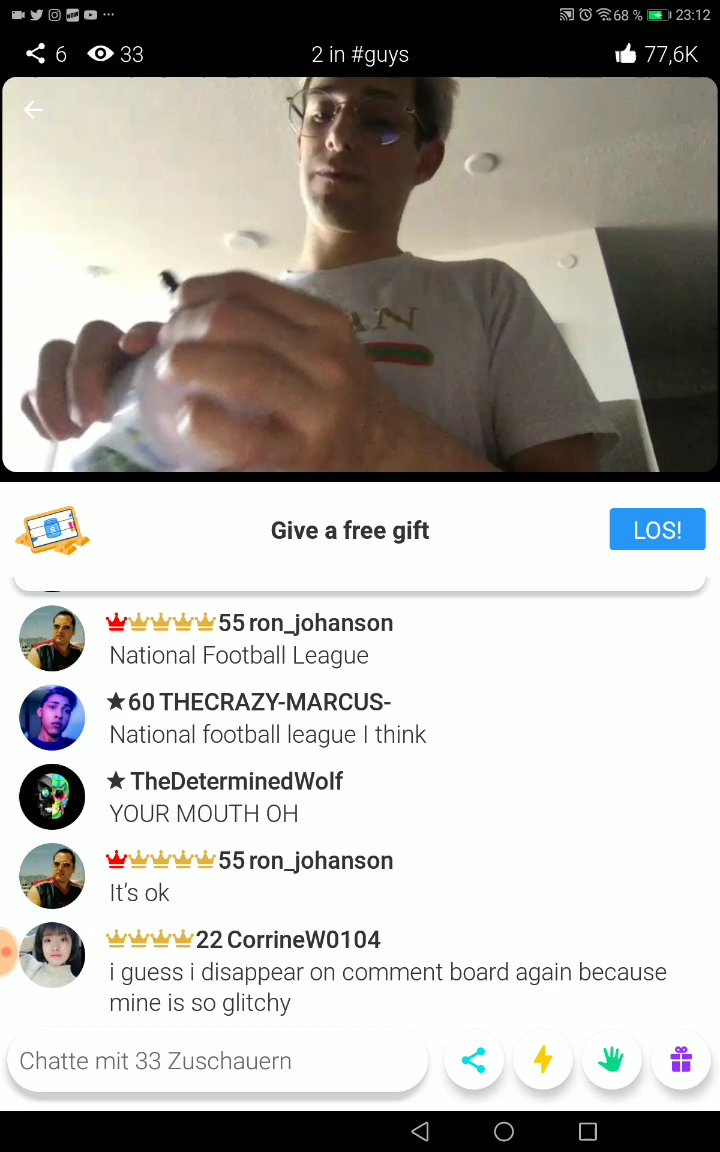 68 % 23:12
6 33 2 in #guys 77,6K
AN
Give a free gift LOS!
55 ron_johanson
National Football League
60 THECRAZY-MARCUS-
National football league I think
TheDeterminedWolf
YOUR MOUTH OH
55 ron_johanson
It's ok
22 CorrineW0104
i guess i disappear on comment board again because
mine is so glitchy
Chatte mit 33 Zuschauern